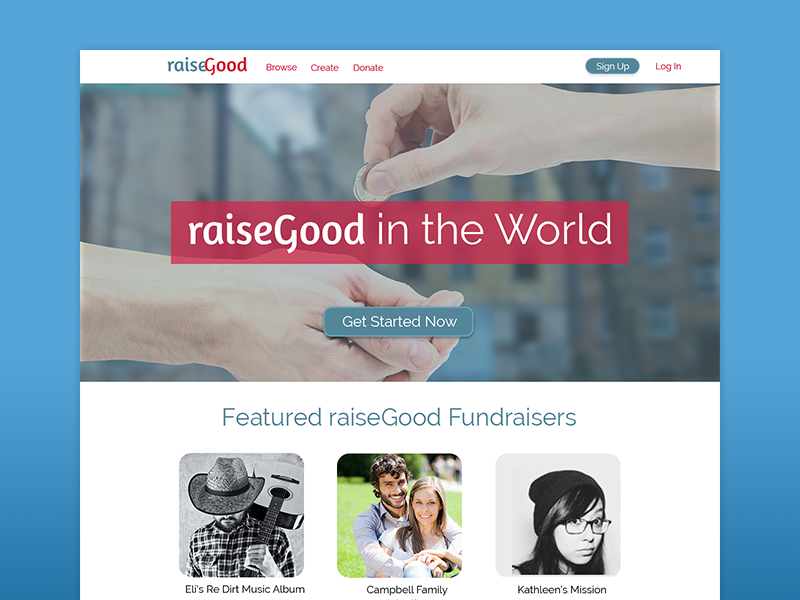 raiseGood Browse Create Donate Sign Up Log In
raiseGood in the World
Get Started Now
Featured raiseGood Fundraisers
Eli's Re Dirt Music Album Campbell Family Kathleen's Mission